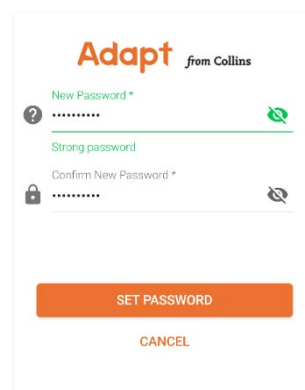 Adapt from Collins
New Password *
••••••••••
Strong password
Confirm New Password *
••••••••••
SET PASSWORD
CANCEL